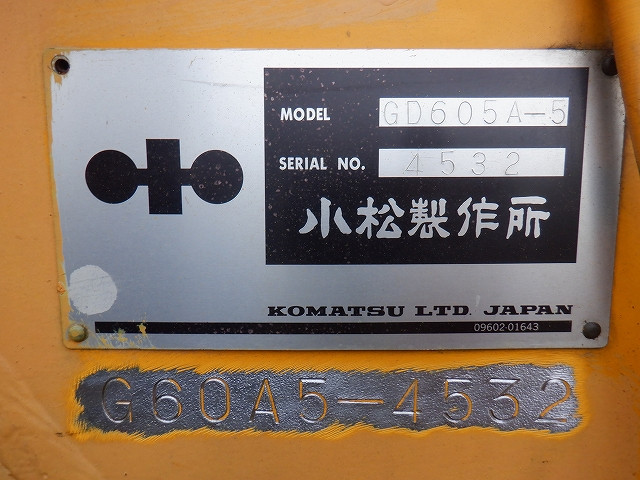 MODEL GD605A-5
SERIAL NO. 4532
小松製作所
KOMATSU LTD. JAPAN
09602-01643
G60A5-4532